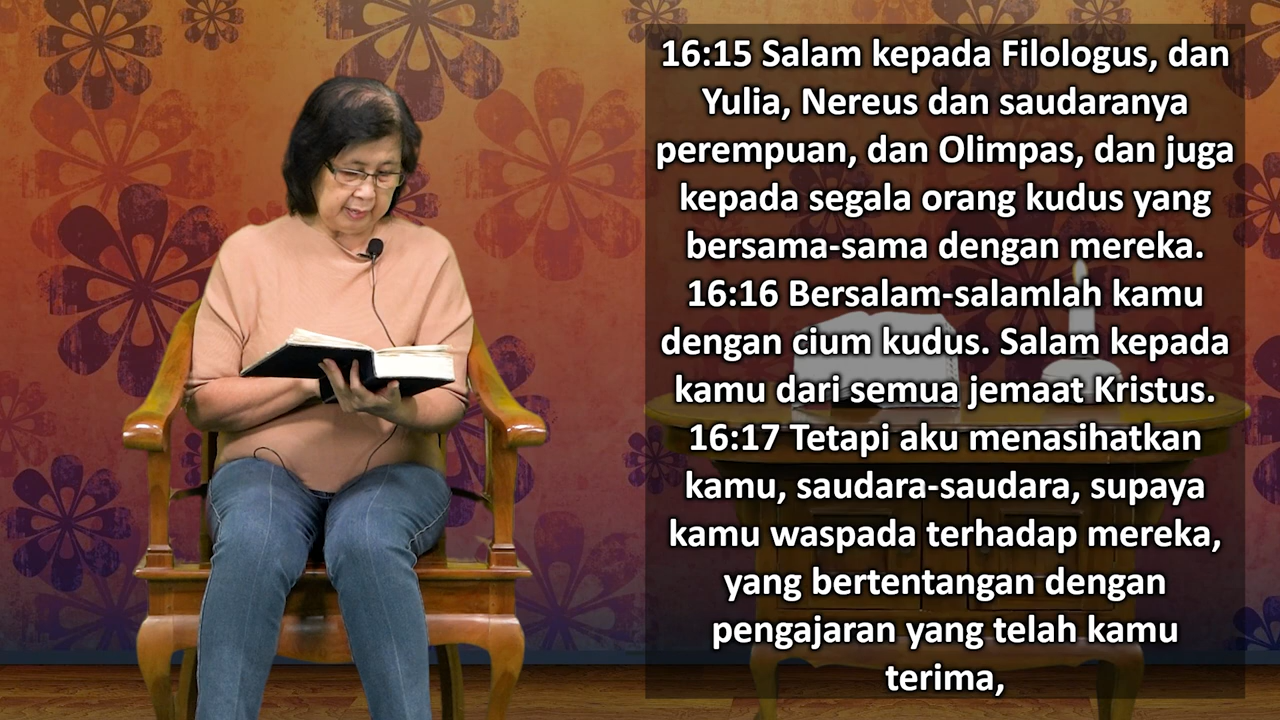 16:15 Salam kepada Filologus, dan
Yulia, Nereus dan saudaranya
perempuan, dan Olimpas, dan juga
kepada segala orang kudus yang
bersama-sama dengan mereka.
16:16 Bersalam-salamlah kamu
dengan cium kudus. Salam kepada
kamu dari semua jemaat Kristus.
16:17 Tetapi aku menasihatkan
kamu, saudara-saudara, supaya
kamu waspada terhadap mereka,
yang bertentangan dengan
pengajaran yang telah kamu
terima,